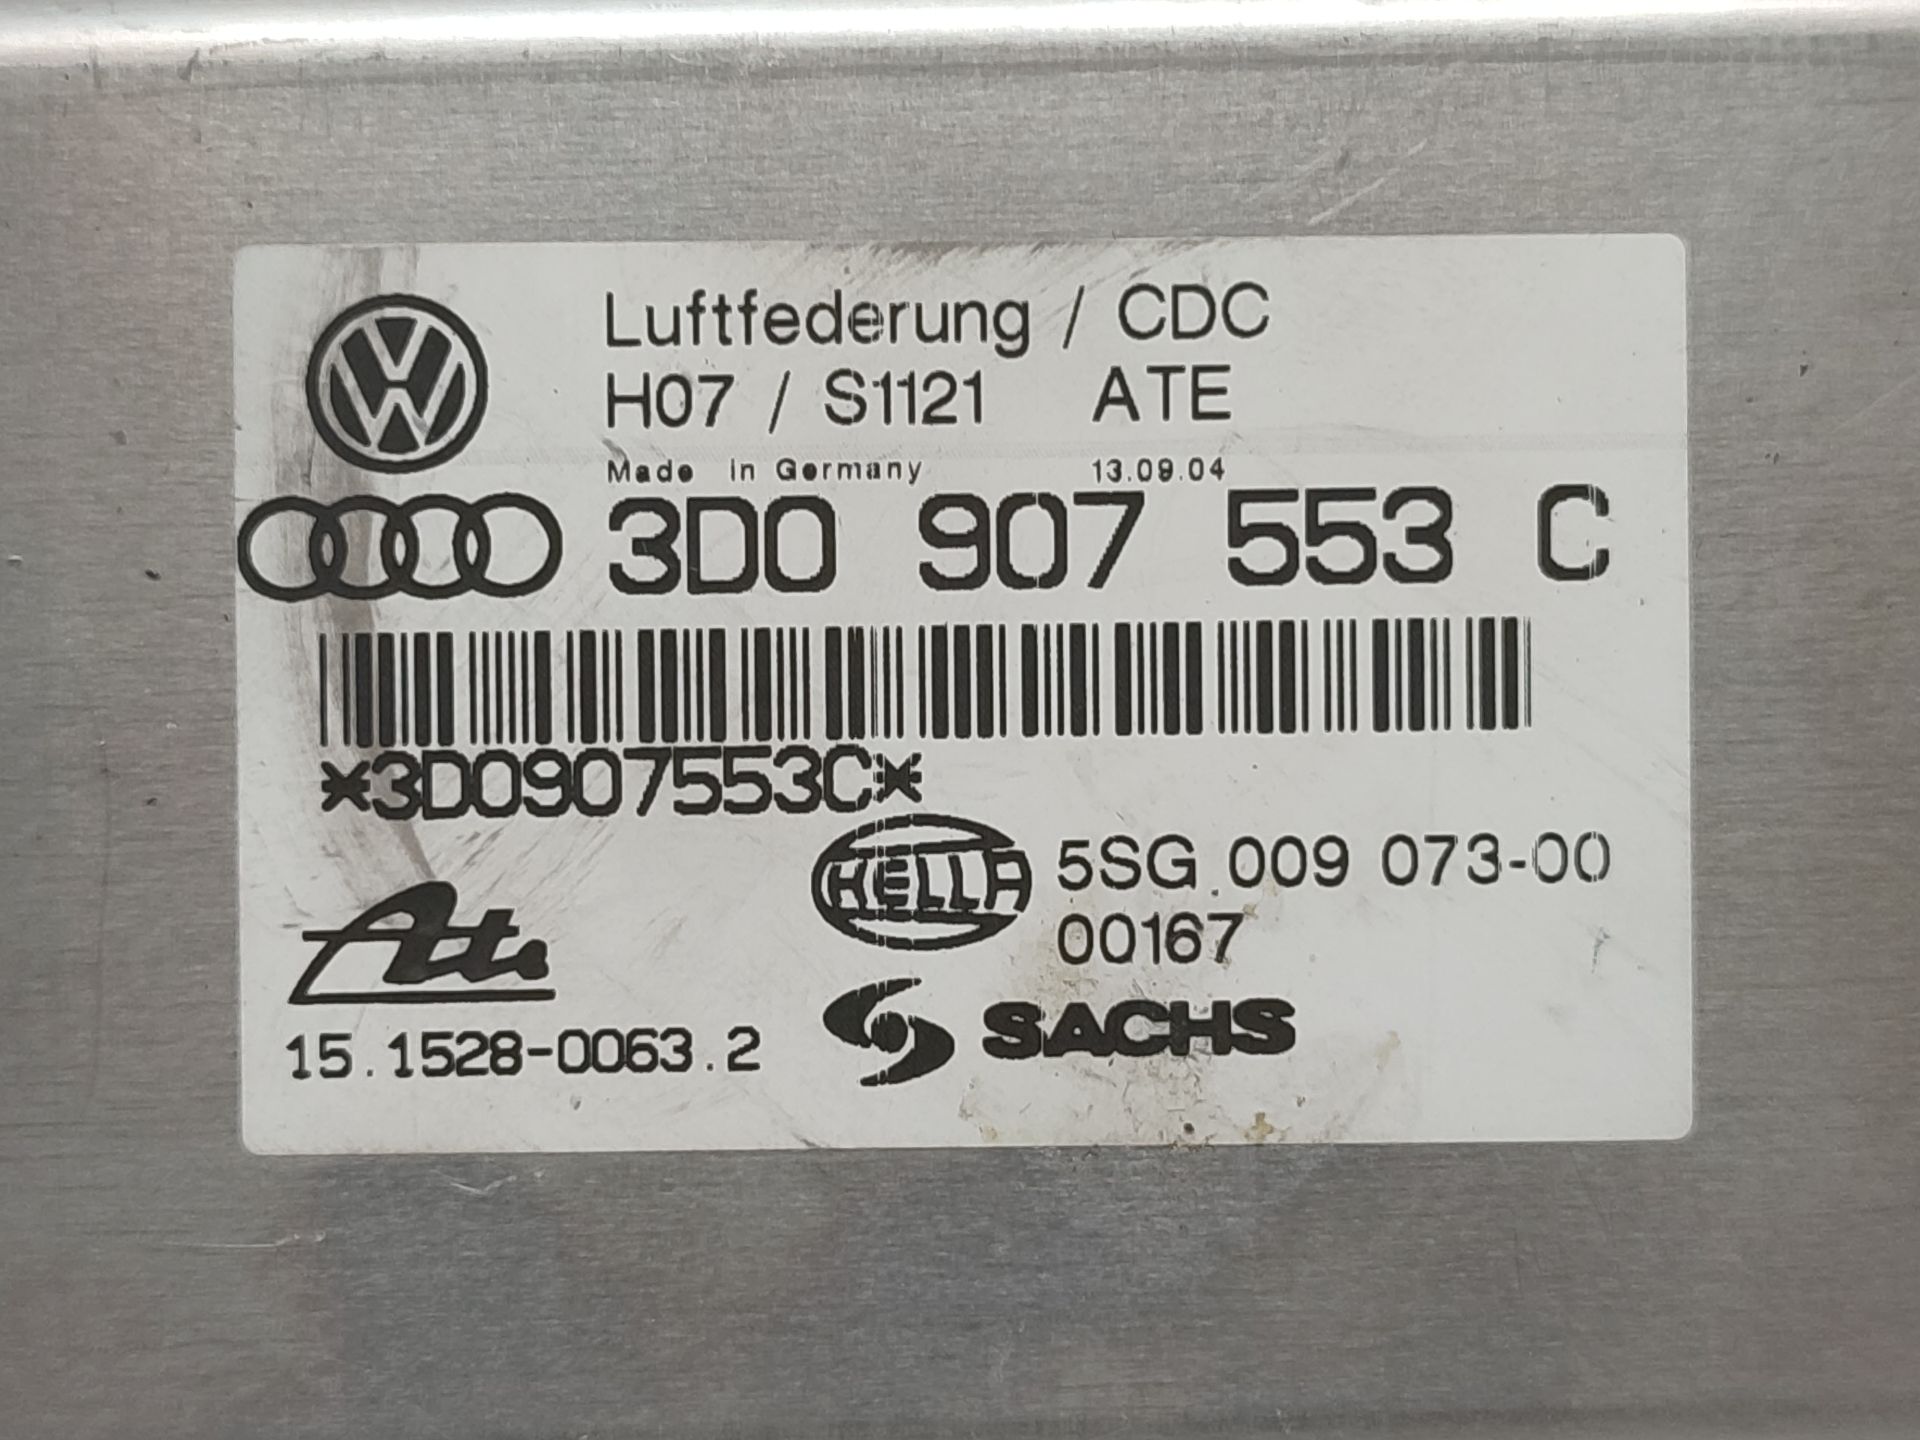 Luftfederung / CDC
H07 / S1121 ATE
Made in Germany 13.09.04
3D0 907 553 C
*3D0907553C*
HELLA 5SG 009 073-00
00167
Ate
SACHS
15.1528-0063.2